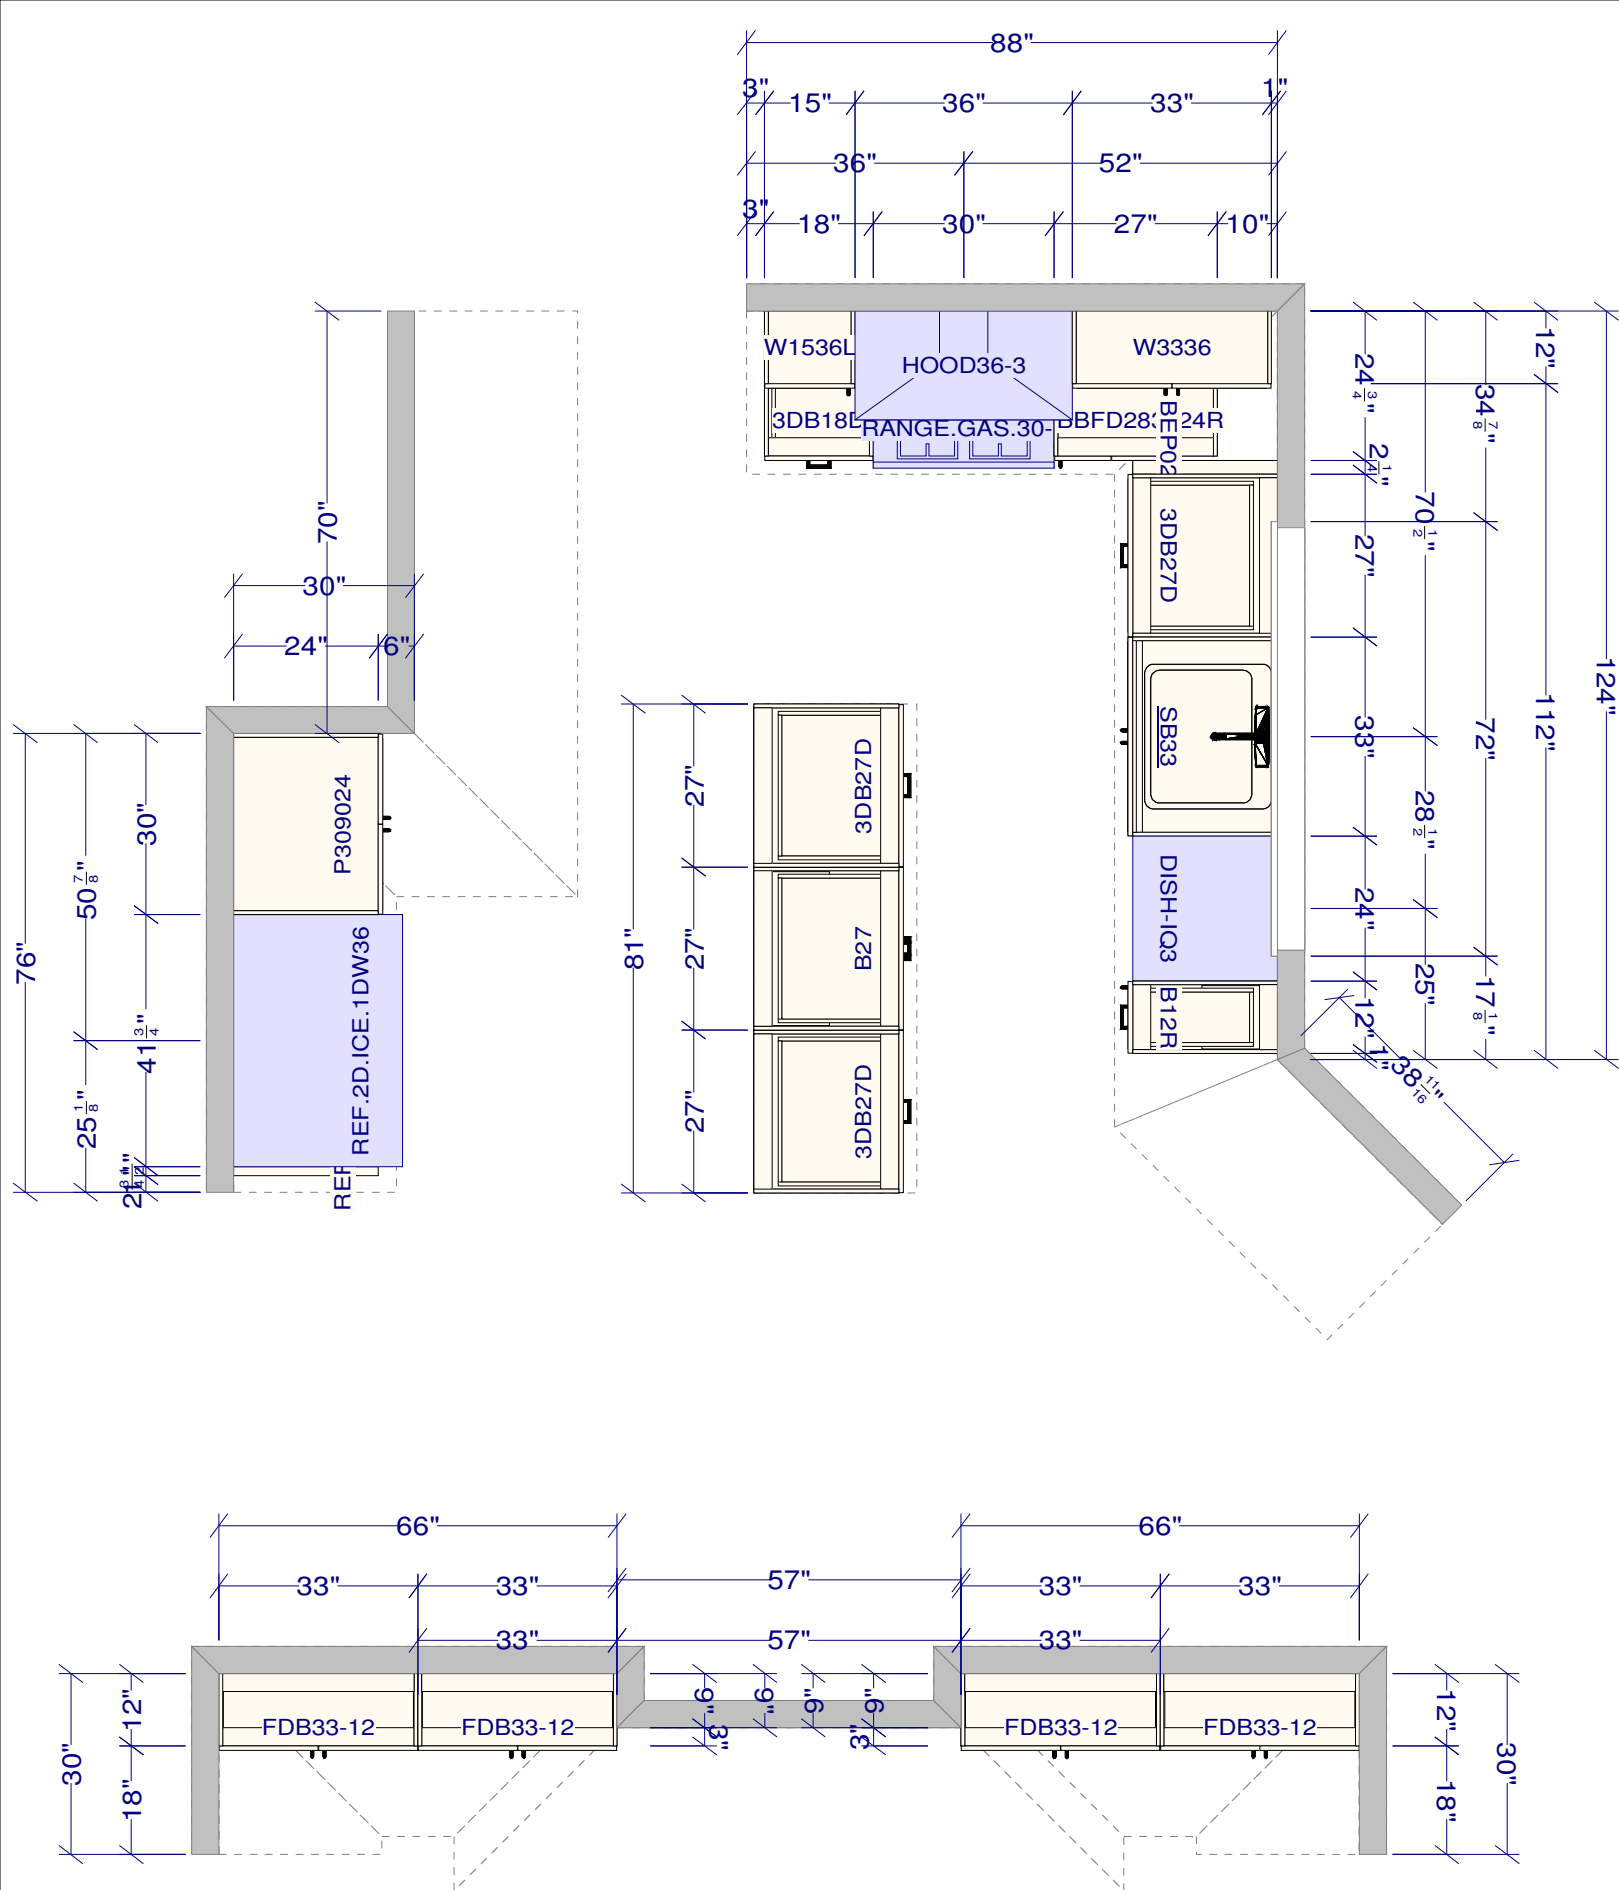 88"
3" 15" 36" 33" 1"
36" 52"
3" 18" 30" 27" 10"
W1536L
HOOD36-3
W3336
3DB18D
RANGE.GAS.30-
24R
BEP02
3DB27D
SB33
DISH-IQ3
B12R
24 3/4"
2 1/4"
27"
33"
24"
12"
1"
70 1/2"
28 1/2"
25"
34 7/8"
72"
17 1/8"
12"
112"
124"
38 11/16"
70"
30"
24" 6"
P309024
REF.2D.ICE.1DW36
REF
30"
41 3/4"
50 7/8"
25 1/8"
76"
81"
27"
27"
27"
3DB27D
B27
3DB27D
66" 66"
33" 33" 57" 33" 33"
33" 57" 33"
FDB33-12 FDB33-12 FDB33-12 FDB33-12
12"
18"
30"
9" 9" 9" 9"
3" 3"
12"
18"
30"